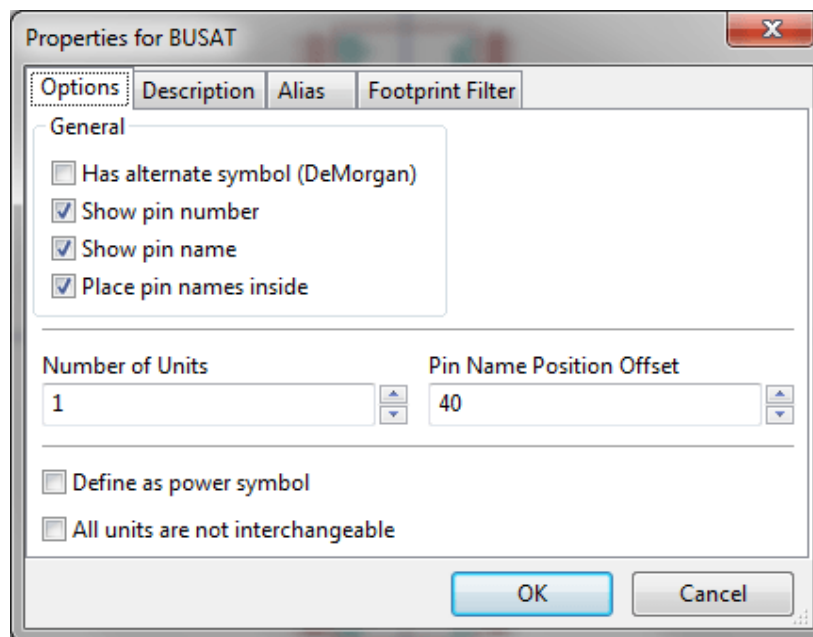 Properties for BUSAT
Options Description Alias Footprint Filter
General
Has alternate symbol (DeMorgan)
Show pin number
Show pin name
Place pin names inside
Number of Units Pin Name Position Offset
1 40
Define as power symbol
All units are not interchangeable
OK Cancel